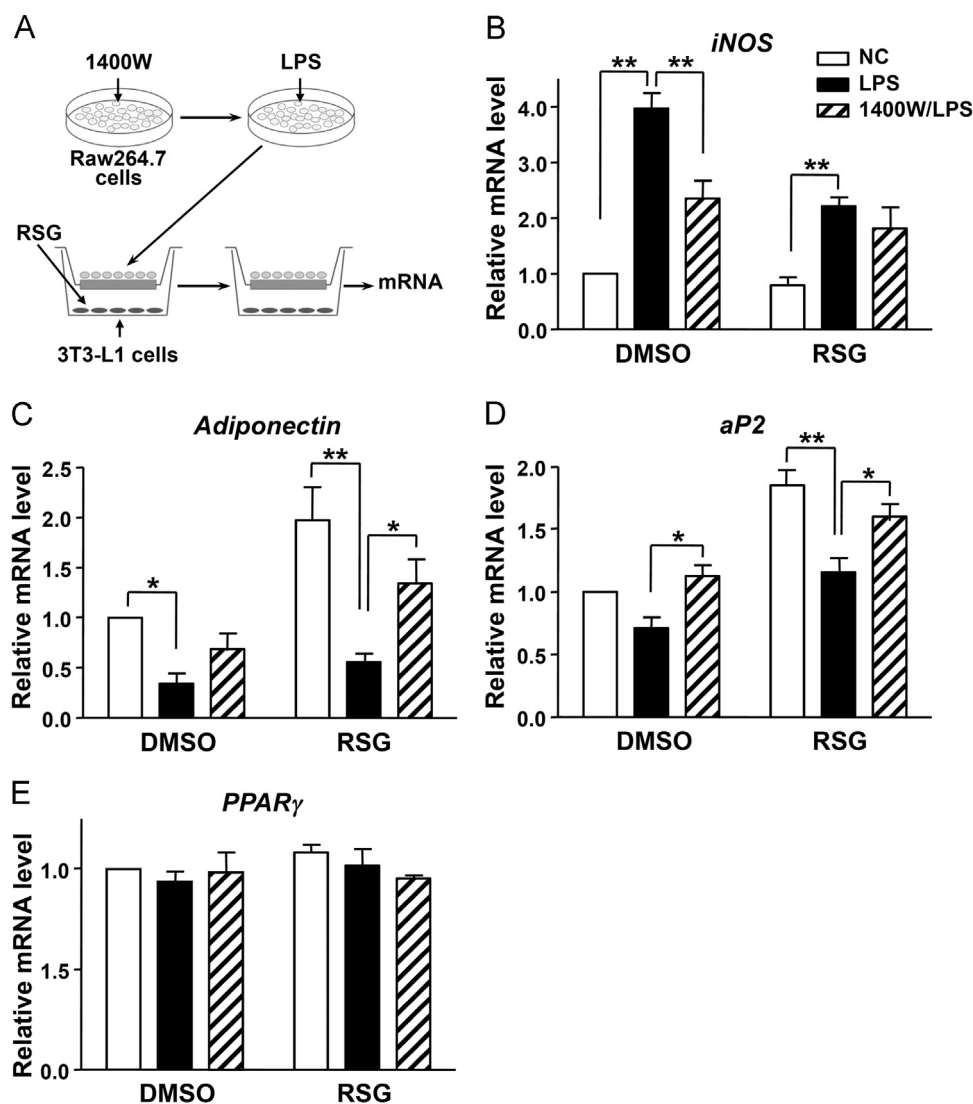 A
1400W
LPS
Raw264.7
cells
RSG
mRNA
3T3-L1 cells
B
iNOS
NC
LPS
1400W/LPS
Relative mRNA level
4.0
3.0
2.0
1.0
0.0
** ** **
DMSO RSG
C
Adiponectin
Relative mRNA level
2.5
2.0
1.5
1.0
0.5
0.0
* ** *
DMSO RSG
D
aP2
Relative mRNA level
2.0
1.5
1.0
0.5
0.0
* ** *
DMSO RSG
E
PPARγ
Relative mRNA level
1.0
1.5
0.0
DMSO RSG